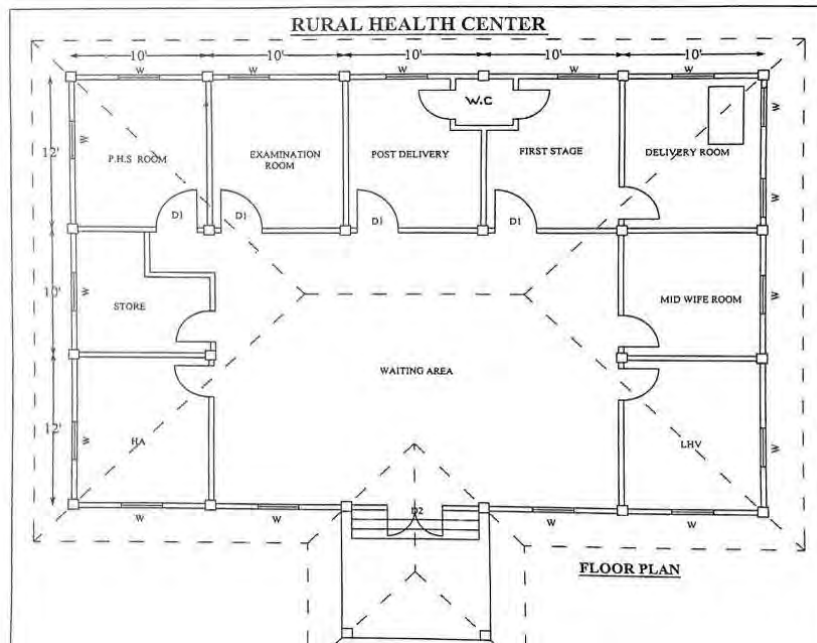 RURAL HEALTH CENTER
10' 10' 10' 10' 10'
W W W W W
W.C
12'
W
W
P.H.S ROOM
EXAMINATION
ROOM
POST DELIVERY
FIRST STAGE
DELIVERY ROOM
W
D1 D1 D1 D1
10'
W
STORE
MID WIFE ROOM
W
WAITING AREA
12'
W
HA
LHV
W
D2
W W W W
FLOOR PLAN